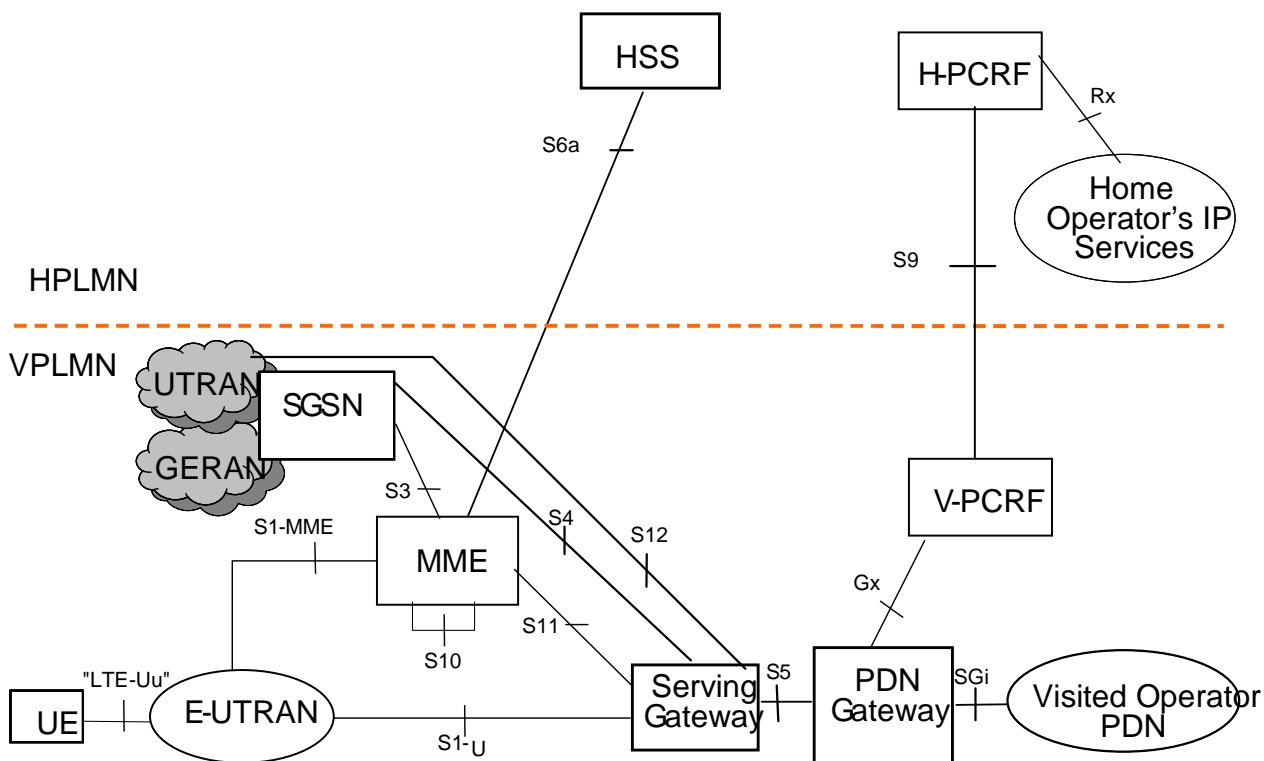 HSS
H-PCRF
Rx
S6a
Home
Operator's IP
Services
S9
HPLMN
VPLMN
UTRAN
SGSN
GERAN
S3
V-PCRF
S1-MME
S4
S12
MME
Gx
S11
S10
"LTE-Uu"
S5
SGi
UE
E-UTRAN
Serving
Gateway
PDN
Gateway
Visited Operator
PDN
S1-U